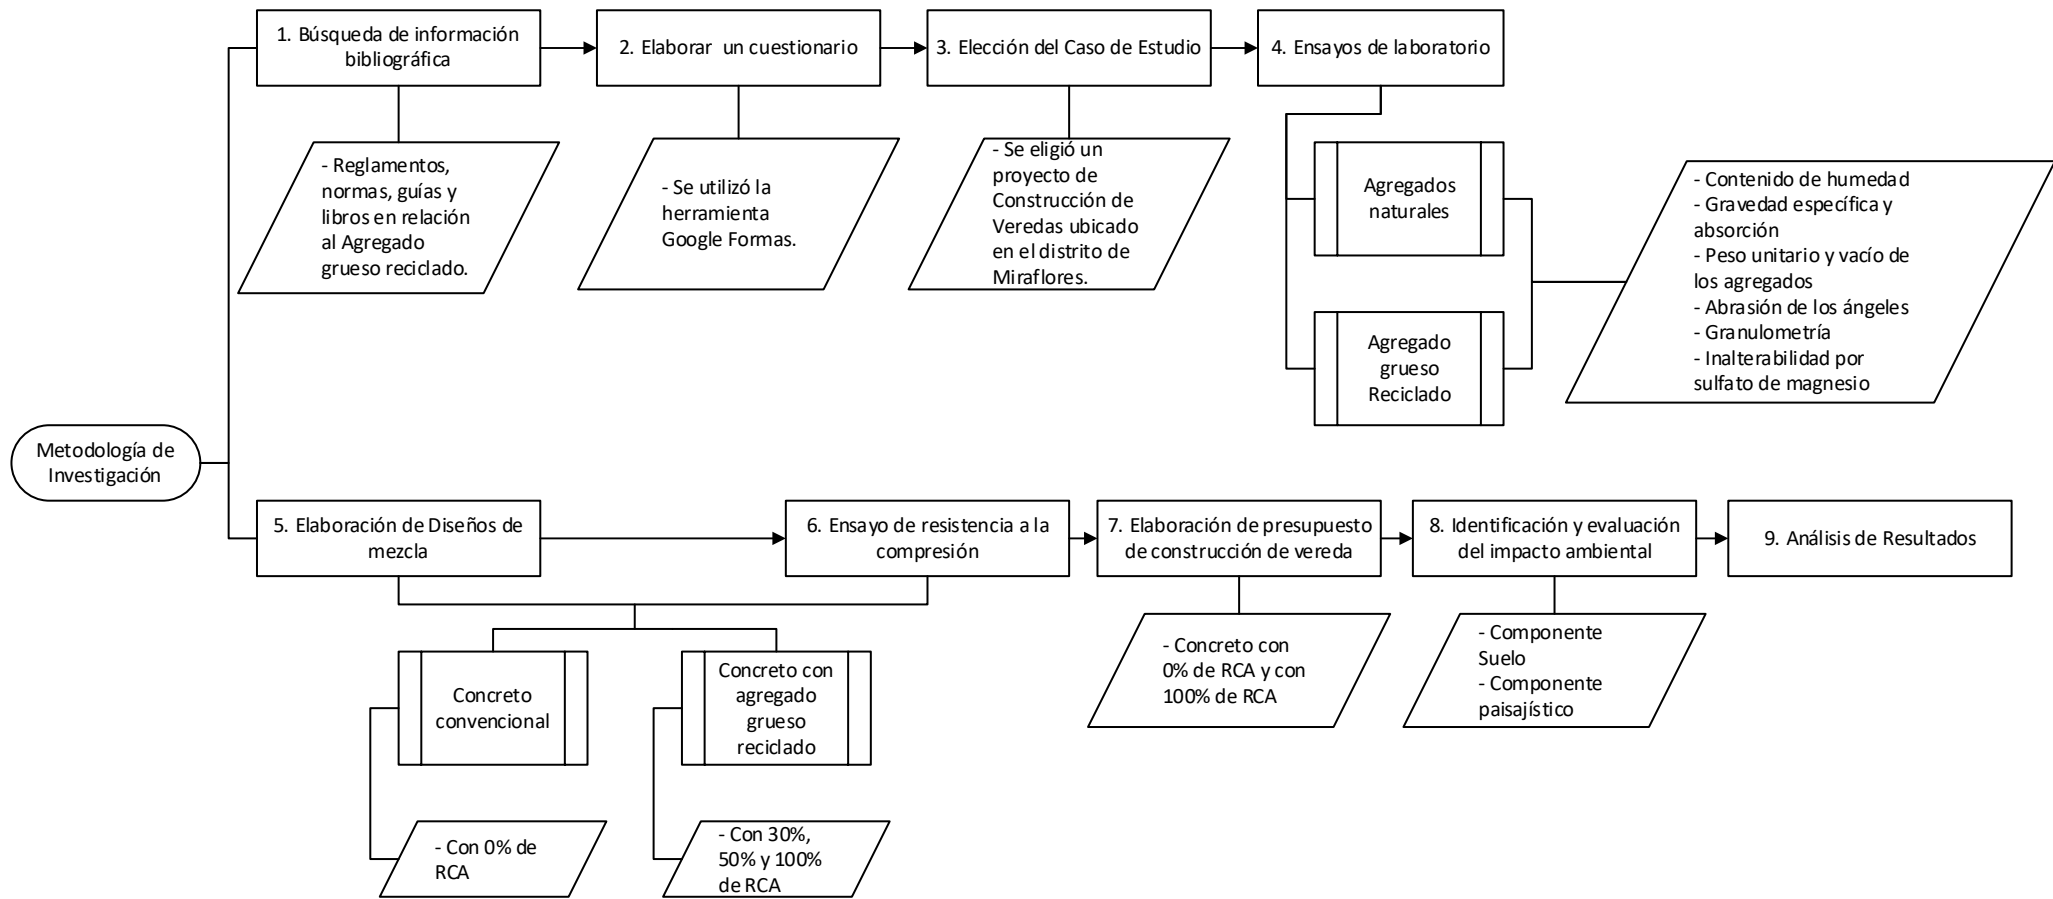 1. Búsqueda de información
bibliográfica
2. Elaborar un cuestionario
3. Elección del Caso de Estudio
4. Ensayos de laboratorio
- Reglamentos,
normas, guías y
libros en relación
al Agregado
grueso reciclado.
- Se utilizó la
herramienta
Google Formas.
- Se eligió un
proyecto de
Construcción de
Veredas ubicado
en el distrito de
Miraflores.
Agregados
naturales
Agregado
grueso
Reciclado
- Contenido de humedad
- Gravedad específica y
absorción
- Peso unitario y vacío de
los agregados
- Abrasión de los ángeles
- Granulometría
- Inalterabilidad por
sulfato de magnesio
Metodología de
Investigación
5. Elaboración de Diseños de
mezcla
6. Ensayo de resistencia a la
compresión
7. Elaboración de presupuesto
de construcción de vereda
8. Identificación y evaluación
del impacto ambiental
9. Análisis de Resultados
Concreto
convencional
Concreto con
agregado
grueso
reciclado
- Concreto con
0% de RCA y con
100% de RCA
- Componente
Suelo
- Componente
paisajístico
- Con 0% de
RCA
- Con 30%,
50% y 100%
de RCA